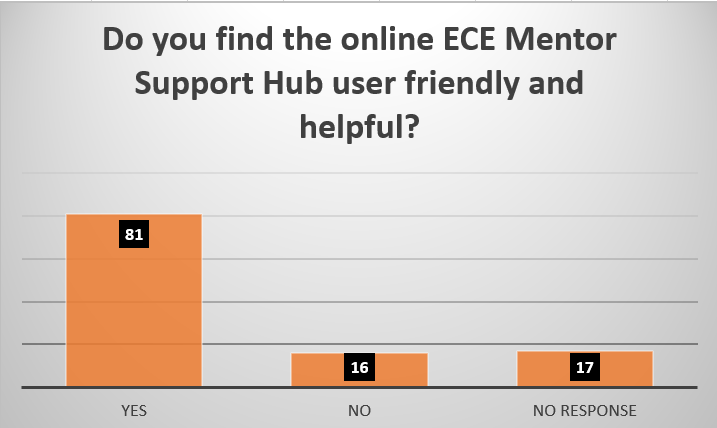 Do you find the online ECE Mentor
Support Hub user friendly and
helpful?
81
16
17
YES
NO
NO RESPONSE